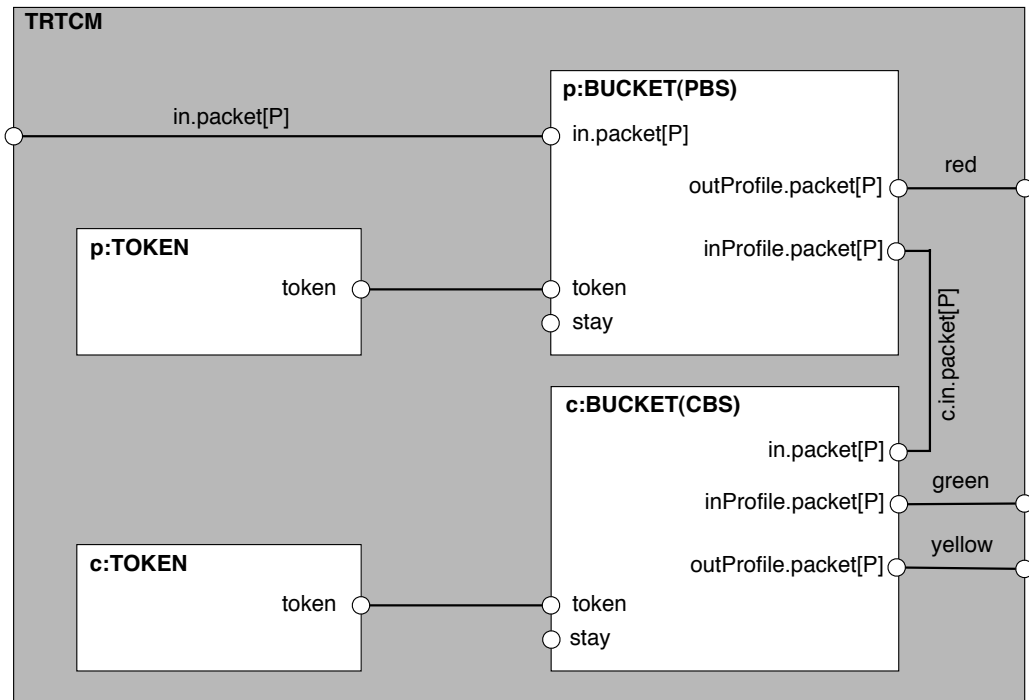 TRTCM
p:BUCKET(PBS)
in.packet[P]
in.packet[P]
outProfile.packet[P]
red
inProfile.packet[P]
p:TOKEN
token
token
stay
c.in.packet[P]
c:BUCKET(CBS)
in.packet[P]
inProfile.packet[P]
green
outProfile.packet[P]
yellow
c:TOKEN
token
token
stay